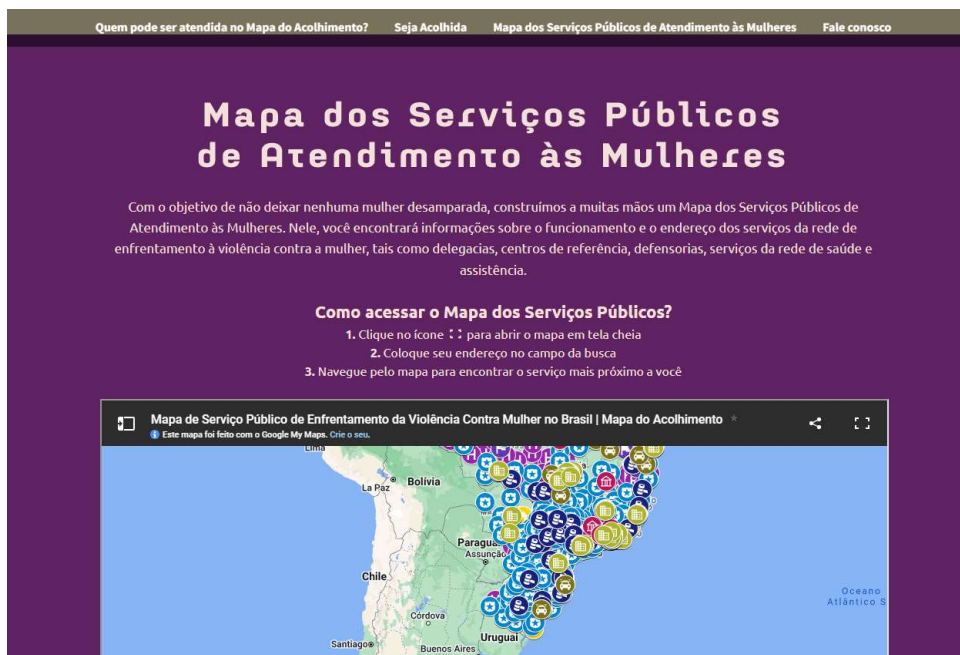 Quem pode ser atendida no Mapa do Acolhimento? Seja Acolhida Mapa dos Serviços Públicos de Atendimento às Mulheres Fale conosco
Mapa dos Serviços Públicos
de Atendimento às Mulheres
Com o objetivo de não deixar nenhuma mulher desamparada, construímos a muitas mãos um Mapa dos Serviços Públicos de
Atendimento às Mulheres. Nele, você encontrará informações sobre o funcionamento e o endereço dos serviços da rede de
enfrentamento à violência contra a mulher, tais como delegacias, centros de referência, defensorias, serviços da rede de saúde e
assistência.
Como acessar o Mapa dos Serviços Públicos?
1. Clique no ícone para abrir o mapa em tela cheia
2. Coloque seu endereço no campo da busca
3. Navegue pelo mapa para encontrar o serviço mais próximo a você
Mapa de Serviço Público de Enfrentamento da Violência Contra Mulher no Brasil | Mapa do Acolhimento
Este mapa foi feito com o Google My Maps. Crie o seu.
Lima
La Paz
Bolívia
Assunção
Chile
Oceano
Atlântico S
Córdova
Uruguai
Santiago
Buenos Aires